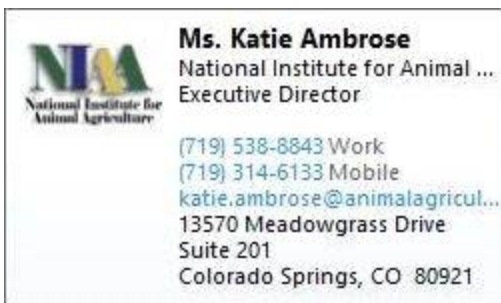 NIAA
National Institute for
Animal Agriculture
Ms. Katie Ambrose
National Institute for Animal ...
Executive Director
(719) 538-8843 Work
(719) 314-6133 Mobile
katie.ambrose@animalagricul...
13570 Meadowgrass Drive
Suite 201
Colorado Springs, CO 80921